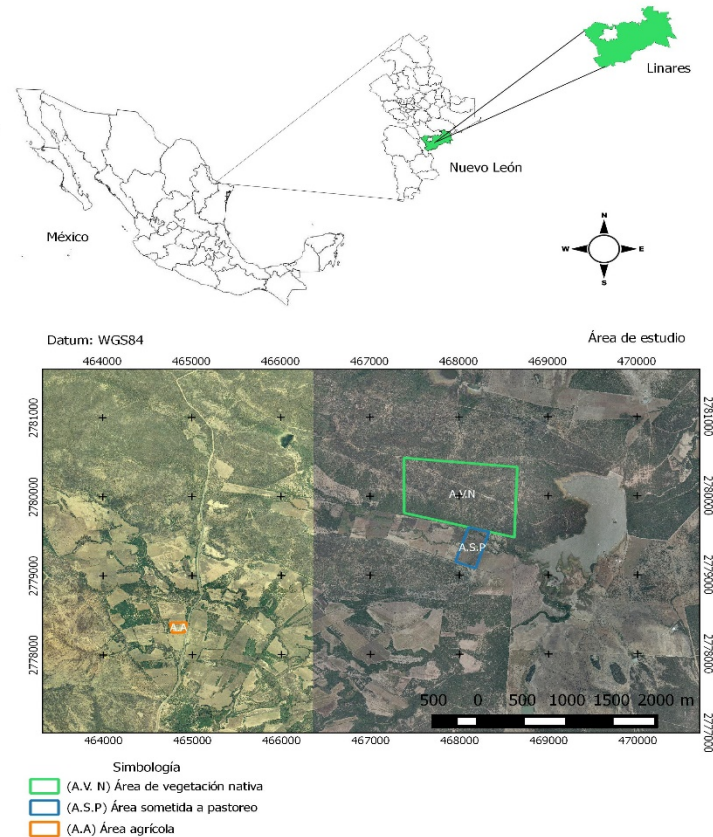 Linares
Nuevo León
México
N
W E
S
Datum: WGS84 Área de estudio
464000 465000 466000 467000 468000 469000 470000
2781000 2781000
2780000 2780000
2779000 2779000
2778000 2778000
2777000
A.V.N
A.S.P
A.A
500 0 500 1000 1500 2000 m
464000 465000 466000 467000 468000 469000 470000
Simbología
(A.V. N) Área de vegetación nativa
(A.S.P) Área sometida a pastoreo
(A.A) Área agrícola